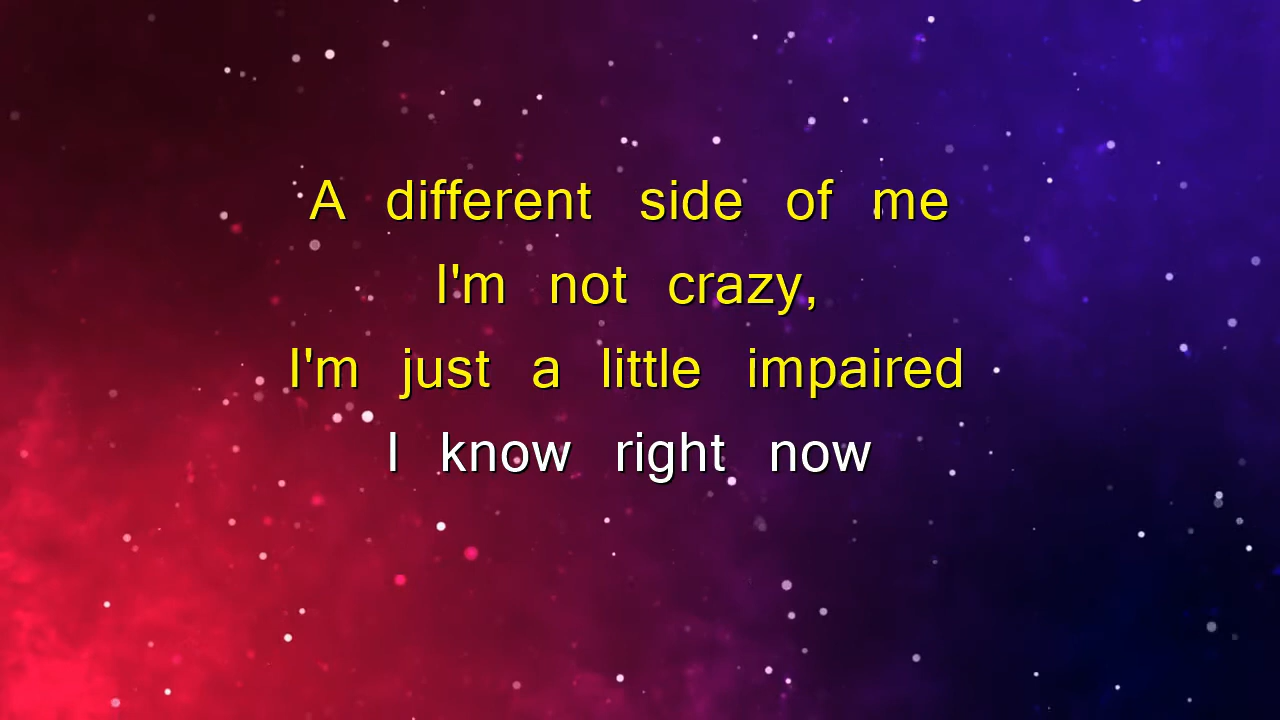 A different side of me
I'm not crazy,
I'm just a little impaired
I know right now